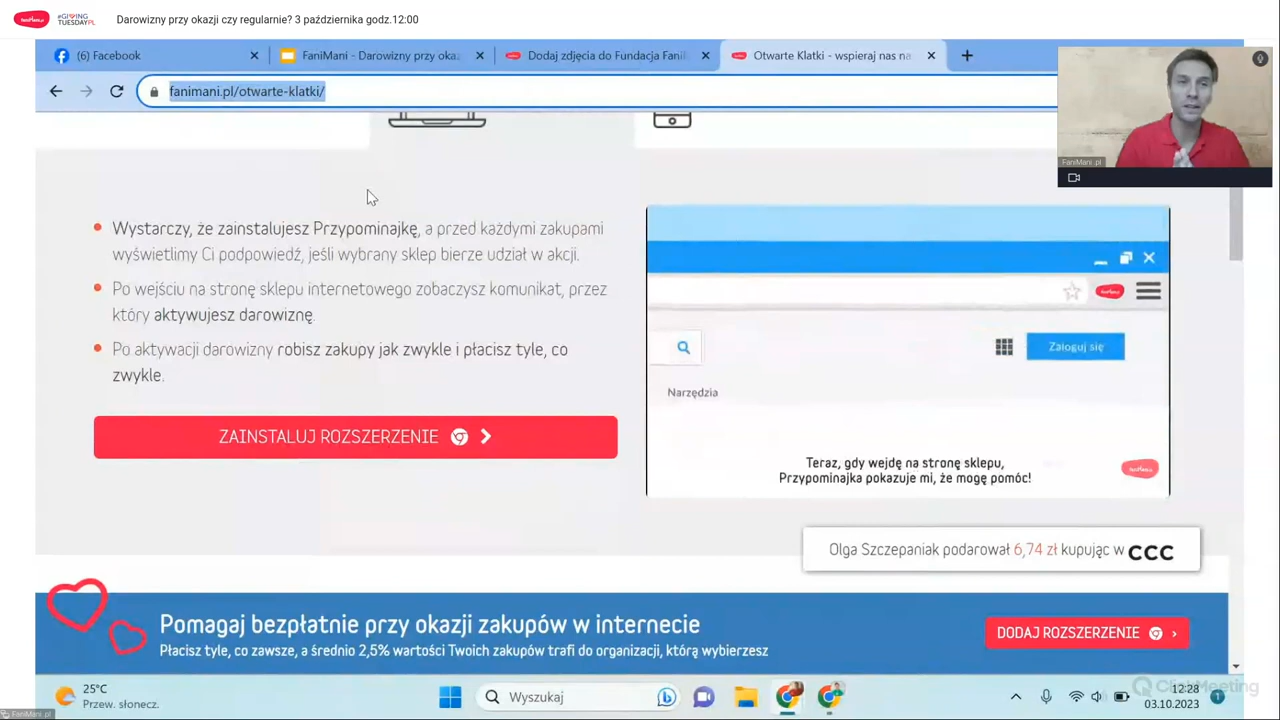 FaniMani.pl
#GIVING
TUESDAYPL
Darowizny przy okazji czy regularnie? 3 października godz.12:00
(6) Facebook
FaniMani - Darowizny przy oka
Dodaj zdjęcia do Fundacja Fani
Otwarte Klatki - wspieraj nas na
fanimani.pl/otwarte-klatki/
FaniMani .pl
Wystarczy, że zainstalujesz Przypominajkę, a przed każdymi zakupami
wyświetlimy Ci podpowiedź, jeśli wybrany sklep bierze udział w akcji.
Po wejściu na stronę sklepu internetowego zobaczysz komunikat, przez
który aktywujesz darowiznę.
Po aktywacji darowizny robisz zakupy jak zwykle i płacisz tyle, co
zwykle.
ZAINSTALUJ ROZSZERZENIE
Zaloguj się
Narzędzia
Teraz, gdy wejdę na stronę sklepu,
Przypominajka pokazuje mi, że mogę pomóc!
Olga Szczepaniak podarował 6,74 zł kupując w CCC
Pomagaj bezpłatnie przy okazji zakupów w internecie
Płacisz tyle, co zawsze, a średnio 2,5% wartości Twoich zakupów trafi do organizacji, którą wybierzesz
DODAJ ROZSZERZENIE
25°C
Przew. słonecz.
Wyszukaj
12:28
03.10.2023
ClickMeeting
FaniMani .pl